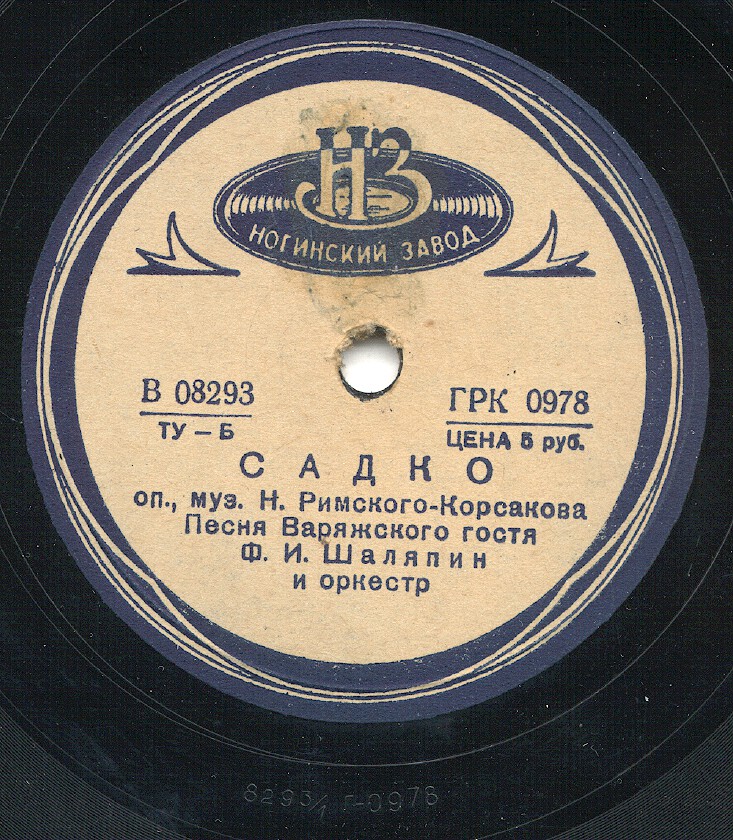 НЗ
НОГИНСКИЙ ЗАВОД
В 08293
ТУ – Б
ГРК 0978
ЦЕНА 5 руб.
САДКО
оп., муз. Н. Римского-Корсакова
Песня Варяжского гостя
Ф. И. Шаляпин
и оркестр
8293/1 Г-0978